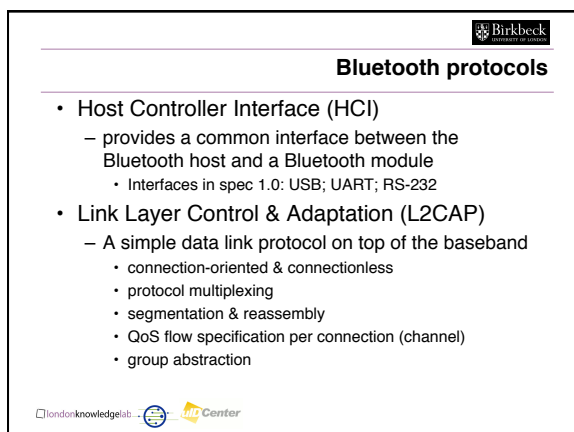 Birkbeck
UNIVERSITY OF LONDON
Bluetooth protocols
• Host Controller Interface (HCI)
– provides a common interface between the
Bluetooth host and a Bluetooth module
• Interfaces in spec 1.0: USB; UART; RS-232
• Link Layer Control & Adaptation (L2CAP)
– A simple data link protocol on top of the baseband
• connection-oriented & connectionless
• protocol multiplexing
• segmentation & reassembly
• QoS flow specification per connection (channel)
• group abstraction
londonknowledgelab
Center